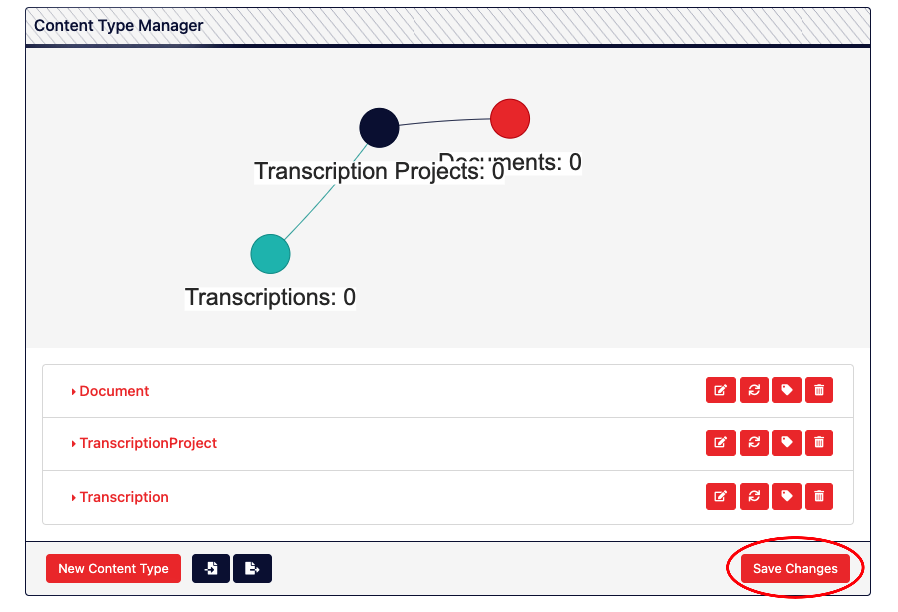 Content Type Manager
Documents: 0
Transcription Projects: 0
Transcriptions: 0
Document
TranscriptionProject
Transcription
New Content Type
Save Changes